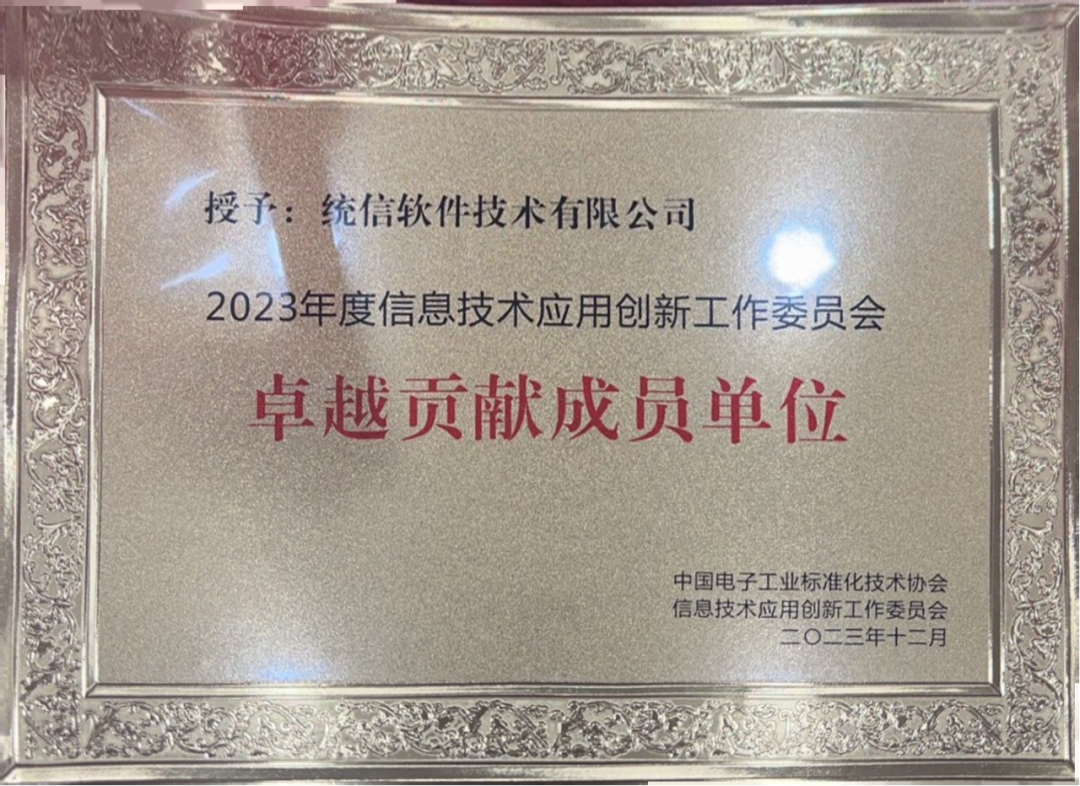 授予：统信软件技术有限公司
2023年度信息技术应用创新工作委员会
卓越贡献成员单位
中国电子工业标准化技术协会
信息技术应用创新工作委员会
二〇二三年十二月